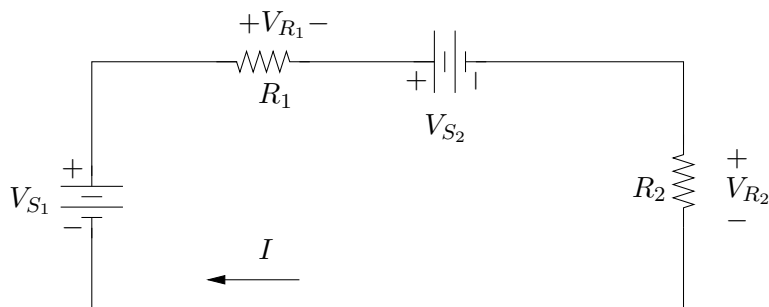 +V_{R_1}−
+ −
R_1
V_{S_2}
+
V_{S_1}
−
R_2
+
V_{R_2}
−
I